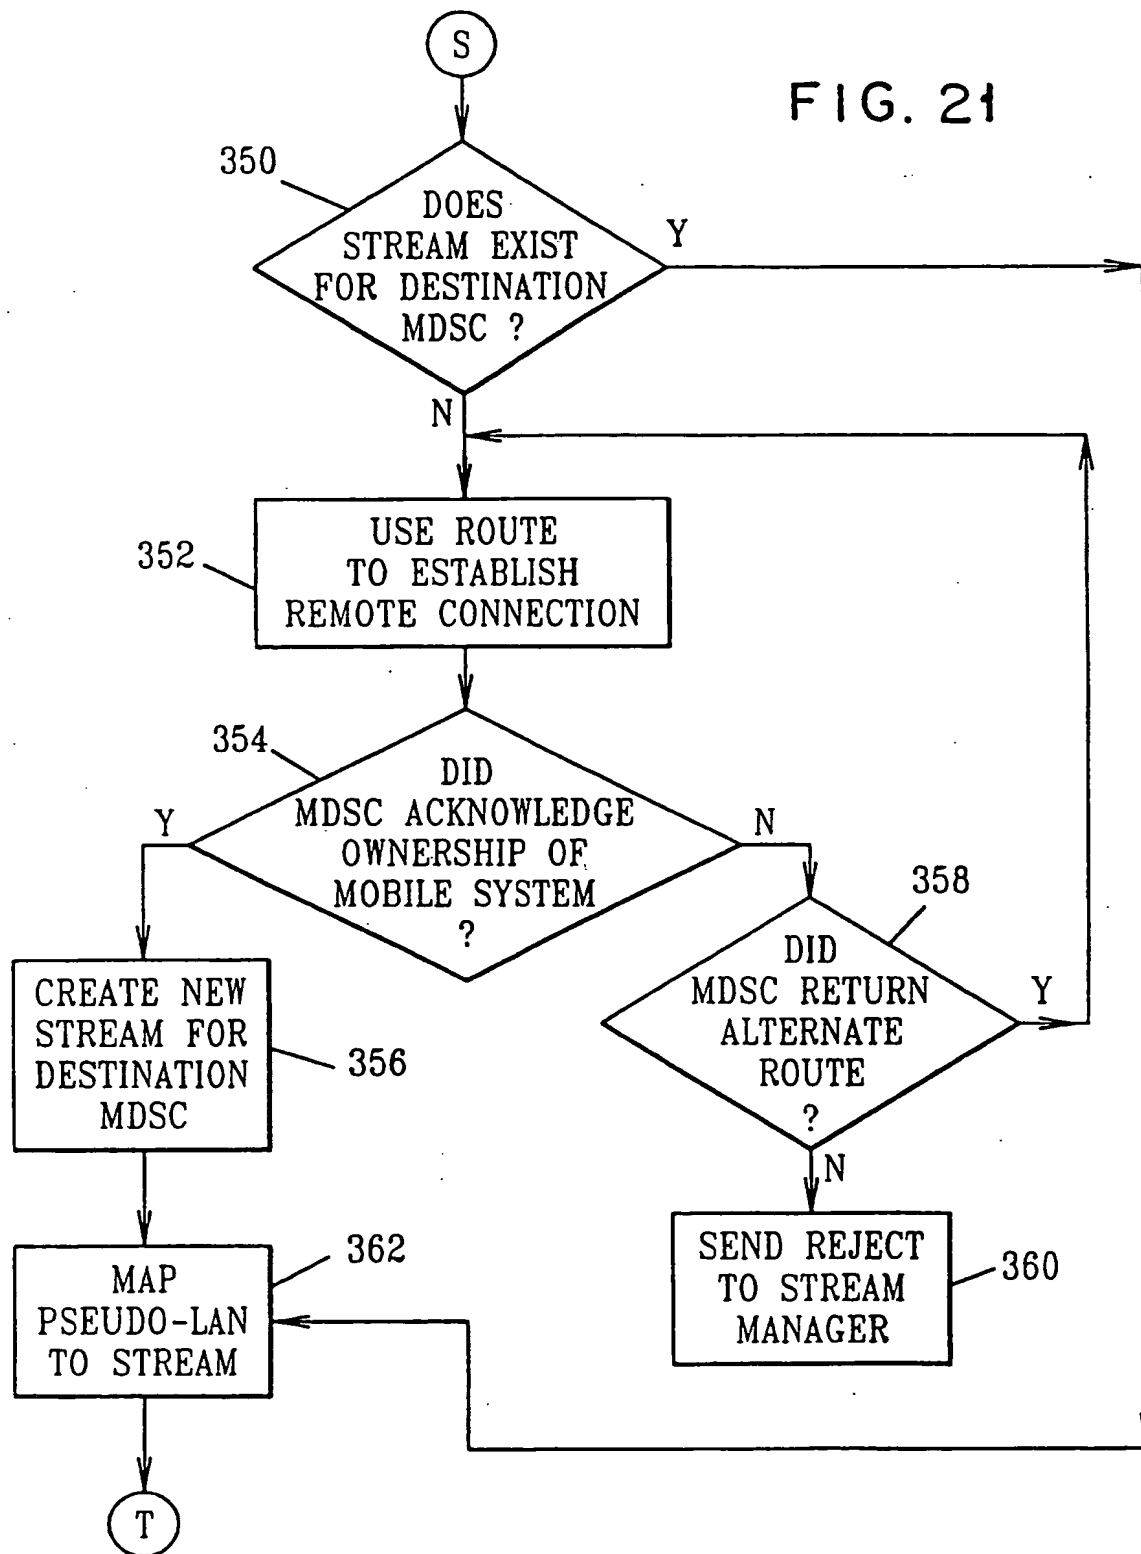 S
FIG. 21
350
DOES
STREAM EXIST
FOR DESTINATION
MDSC ?
Y
N
352
USE ROUTE
TO ESTABLISH
REMOTE CONNECTION
354
DID
MDSC ACKNOWLEDGE
OWNERSHIP OF
MOBILE SYSTEM
?
Y
N
358
DID
MDSC RETURN
ALTERNATE
ROUTE
?
Y
N
CREATE NEW
STREAM FOR
DESTINATION
MDSC
356
SEND REJECT
TO STREAM
MANAGER
360
362
MAP
PSEUDO-LAN
TO STREAM
T